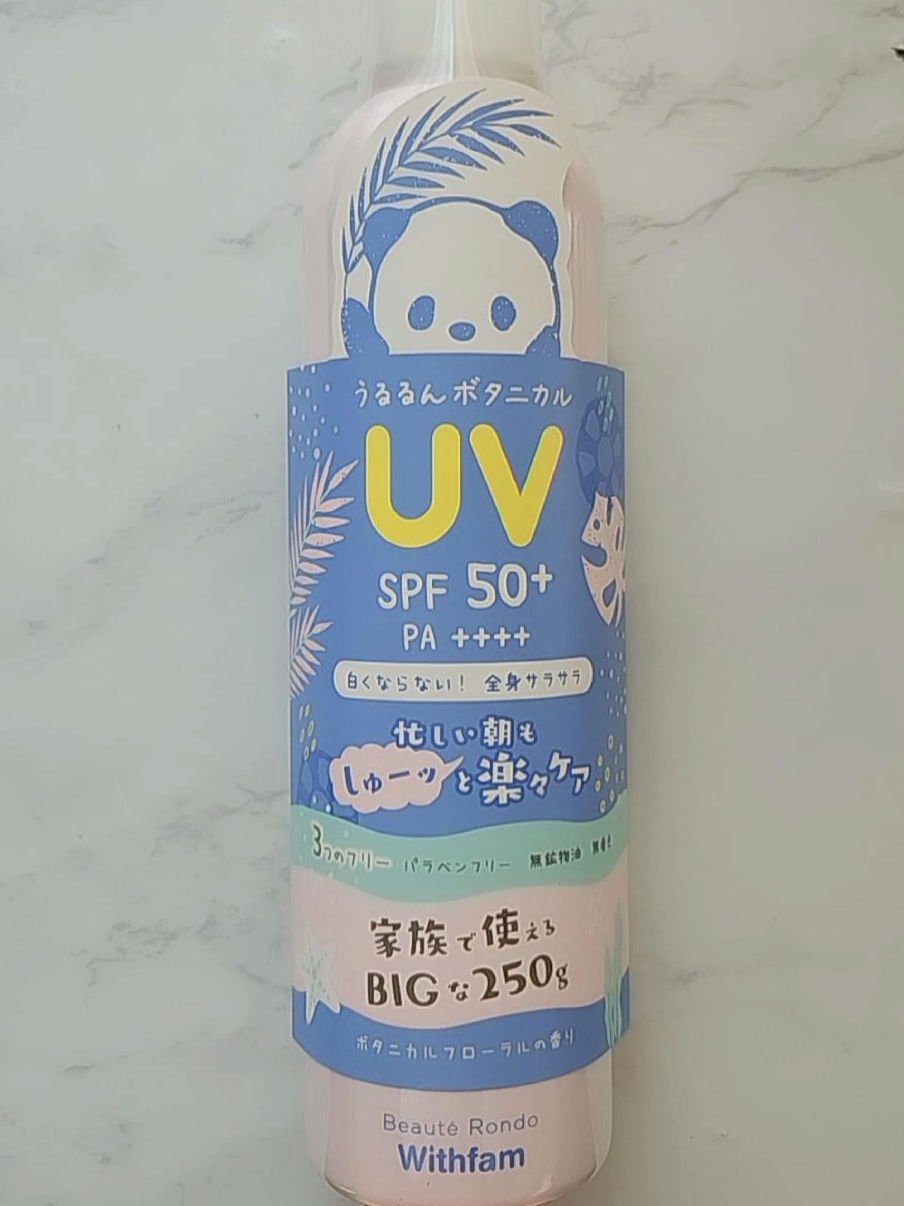 うるるんボタニカル
UV
SPF 50+
PA ++++
白くならない! 全身サラサラ
忙しい朝も
しゅーッと楽々ケア
3つのフリー パラベンフリー 無鉱物油 無着色
家族で使える
BIGな250g
ボタニカルフローラルの香り
Beauté Rondo
Withfam